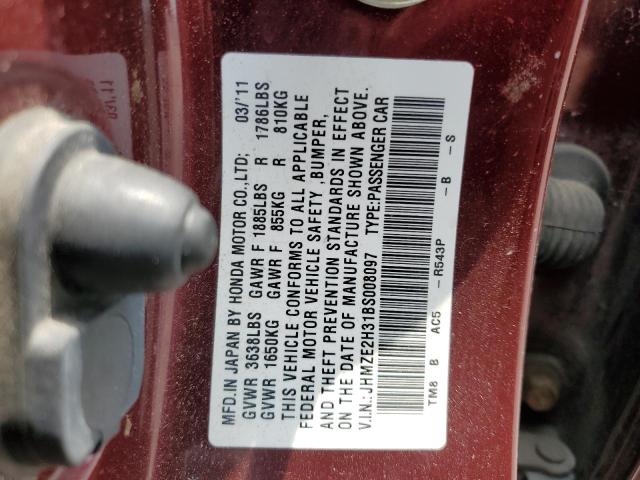 MFD.IN JAPAN BY HONDA MOTOR CO.,LTD; 03/'11
GVWR 3638LBS GAWR F 1885LBS R 1786LBS
GVWR 1650KG GAWR F 855KG R 810KG
THIS VEHICLE CONFORMS TO ALL APPLICABLE
FEDERAL MOTOR VEHICLE SAFETY, BUMPER,
AND THEFT PREVENTION STANDARDS IN EFFECT
ON THE DATE OF MANUFACTURE SHOWN ABOVE.
V.I.N.:JHMZE2H31BS008097 TYPE:PASSENGER CAR
TM8 B AC5 -R543P -B -S